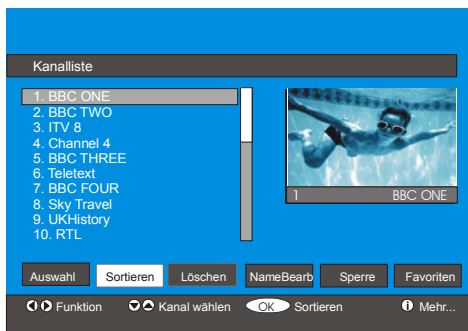 Kanalliste
1. BBC ONE
2. BBC TWO
3. ITV 8
4. Channel 4
5. BBC THREE
6. Teletext
7. BBC FOUR
8. Sky Travel
9. UKHistory
10. RTL
1 BBC ONE
Auswahl Sortieren Löschen NameBearb Sperre Favoriten
Funktion Kanal wählen OK Sortieren i Mehr...